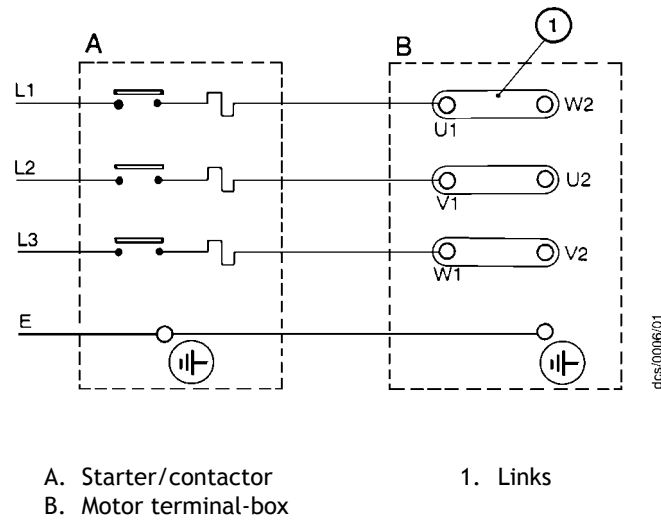 1
A
B
L1
U1
W2
L2
V1
U2
L3
W1
V2
E
dcs/0006/01
A. Starter/contactor
1. Links
B. Motor terminal-box